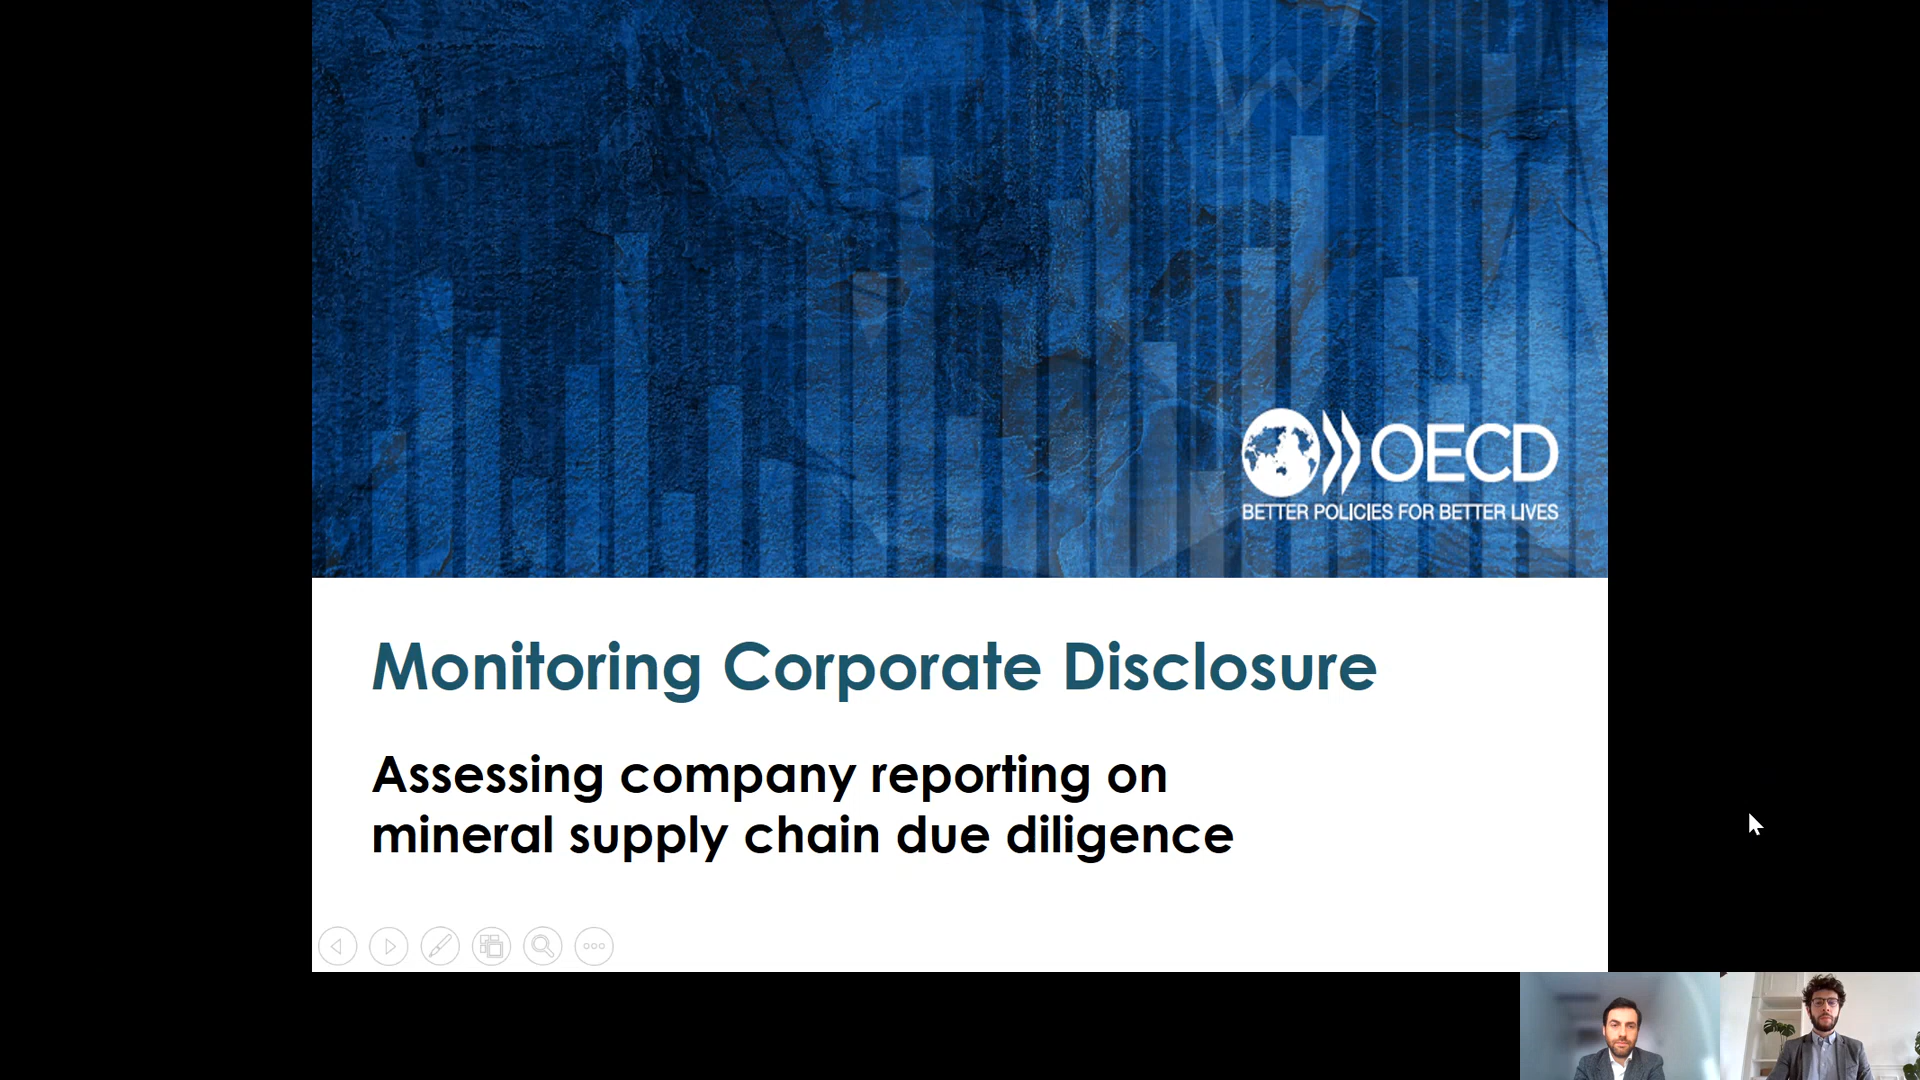 OECD
BETTER POLICIES FOR BETTER LIVES
Monitoring Corporate Disclosure
Assessing company reporting on
mineral supply chain due diligence